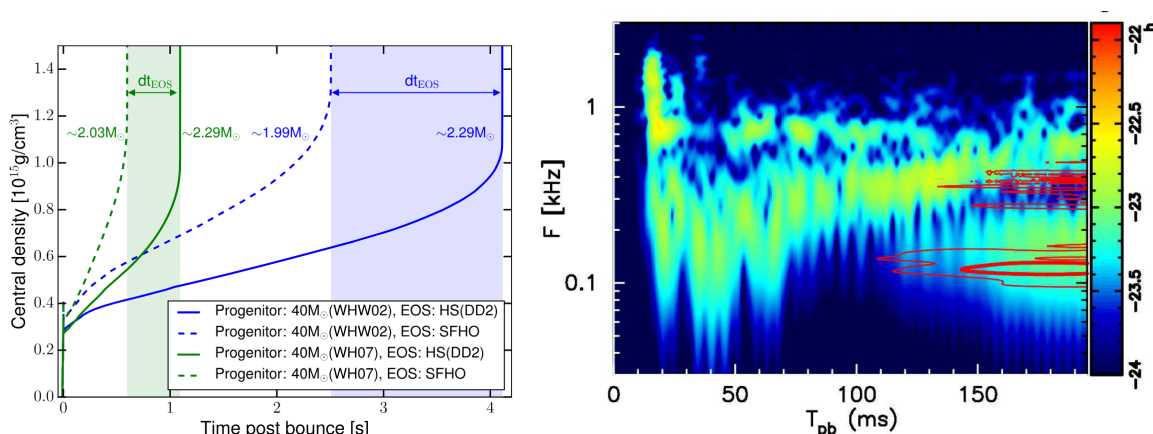 1.4
1.2
1.0
0.8
0.6
0.4
0.2
0.0
Central density [10¹⁵g/cm³]
dt_EOS
dt_EOS
~2.03M☉
~2.29M☉
~1.99M☉
~2.29M☉
Progenitor: 40M☉(WHW02), EOS: HS(DD2)
Progenitor: 40M☉(WHW02), EOS: SFHO
Progenitor: 40M☉(WH07), EOS: HS(DD2)
Progenitor: 40M☉(WH07), EOS: SFHO
0 1 2 3 4
Time post bounce [s]
F [kHz]
1
0.1
0 50 100 150
T_pb (ms)
-22
-22.5
-23
-23.5
-24